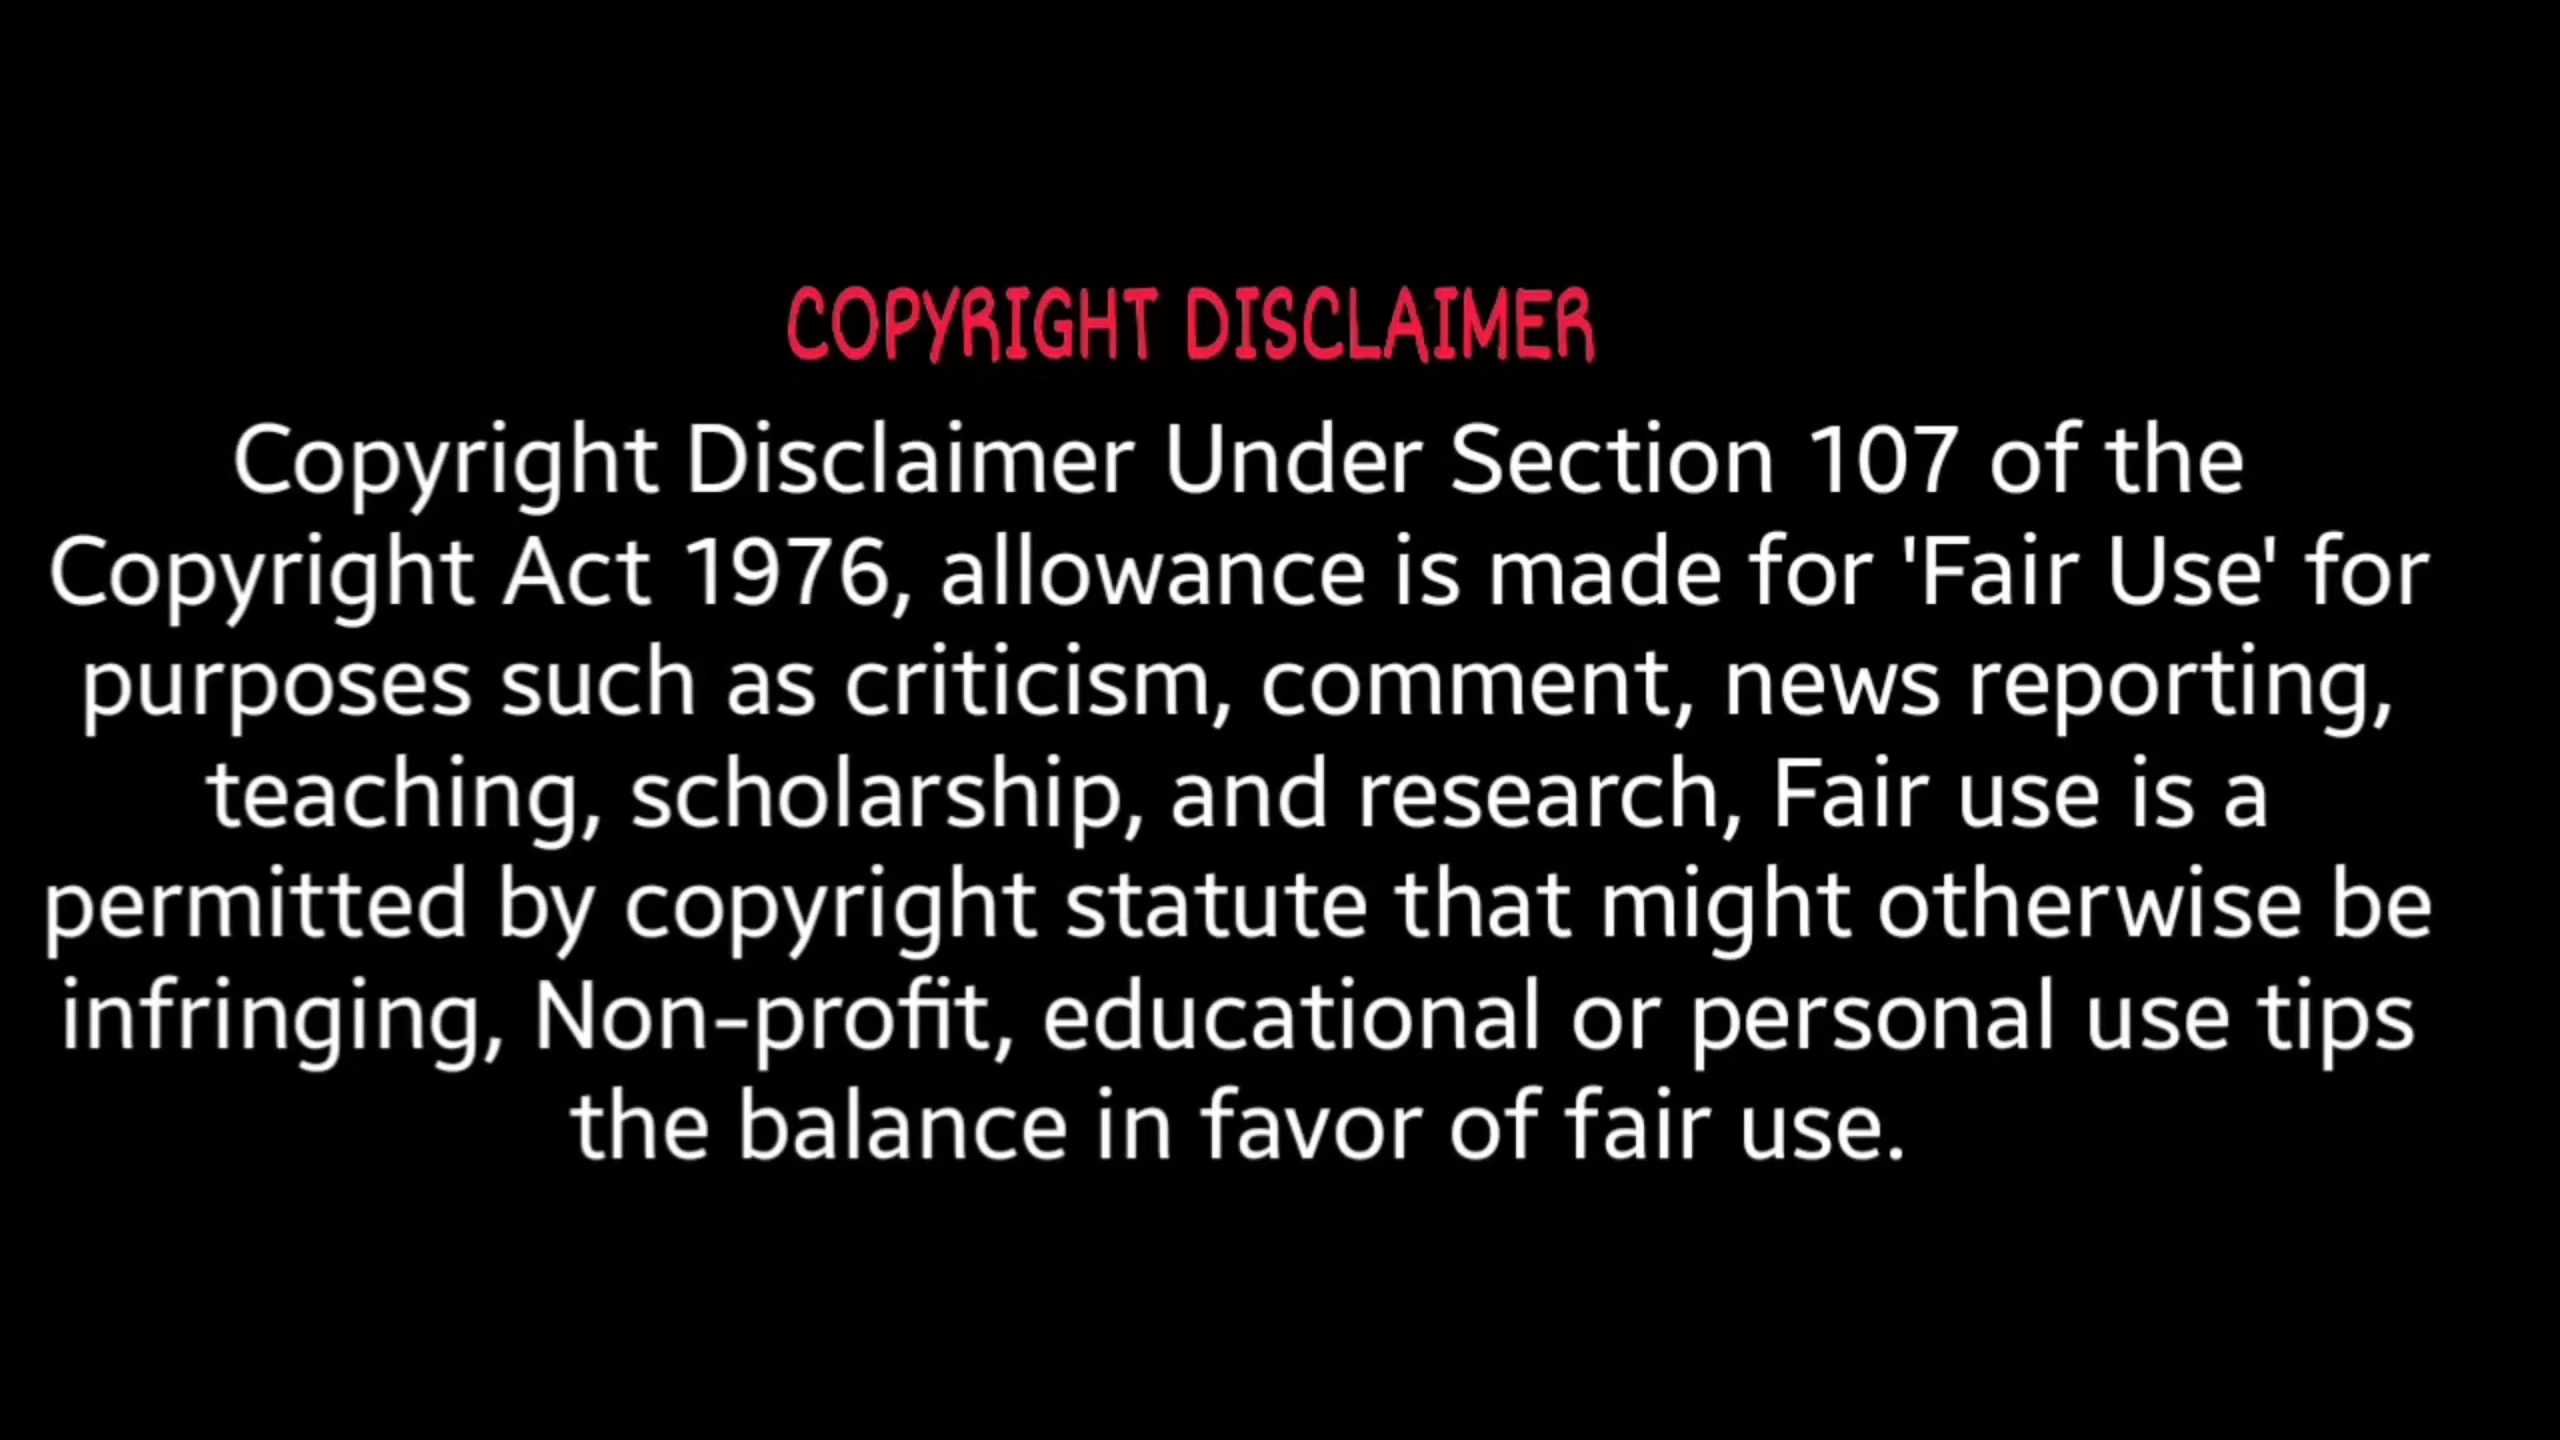 COPYRIGHT DISCLAIMER
Copyright Disclaimer Under Section 107 of the
Copyright Act 1976, allowance is made for 'Fair Use' for
purposes such as criticism, comment, news reporting,
teaching, scholarship, and research, Fair use is a
permitted by copyright statute that might otherwise be
infringing, Non-profit, educational or personal use tips
the balance in favor of fair use.